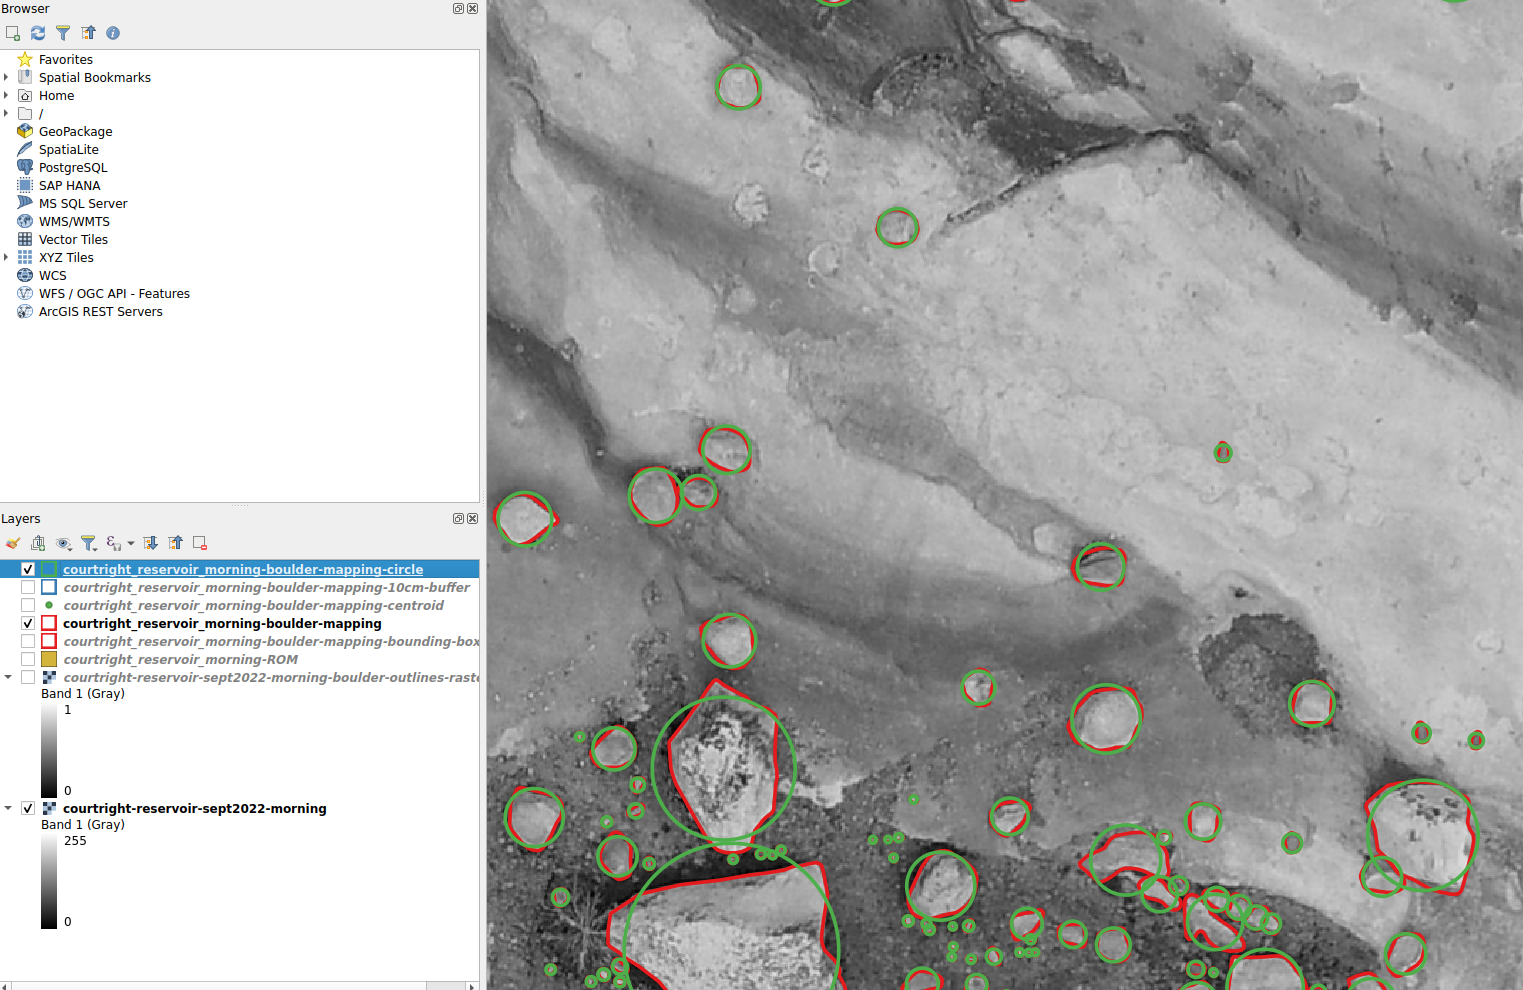 Browser
Favorites
Spatial Bookmarks
Home
/
GeoPackage
SpatiaLite
PostgreSQL
SAP HANA
MS SQL Server
WMS/WMTS
Vector Tiles
XYZ Tiles
WCS
WFS / OGC API - Features
ArcGIS REST Servers
Layers
courtright_reservoir_morning-boulder-mapping-circle
courtright_reservoir_morning-boulder-mapping-10cm-buffer
courtright_reservoir_morning-boulder-mapping-centroid
courtright_reservoir_morning-boulder-mapping
courtright_reservoir_morning-boulder-mapping-bounding-box
courtright_reservoir_morning-ROM
courtright-reservoir-sept2022-morning-boulder-outlines-raste
Band 1 (Gray)
1
0
courtright-reservoir-sept2022-morning
Band 1 (Gray)
255
0